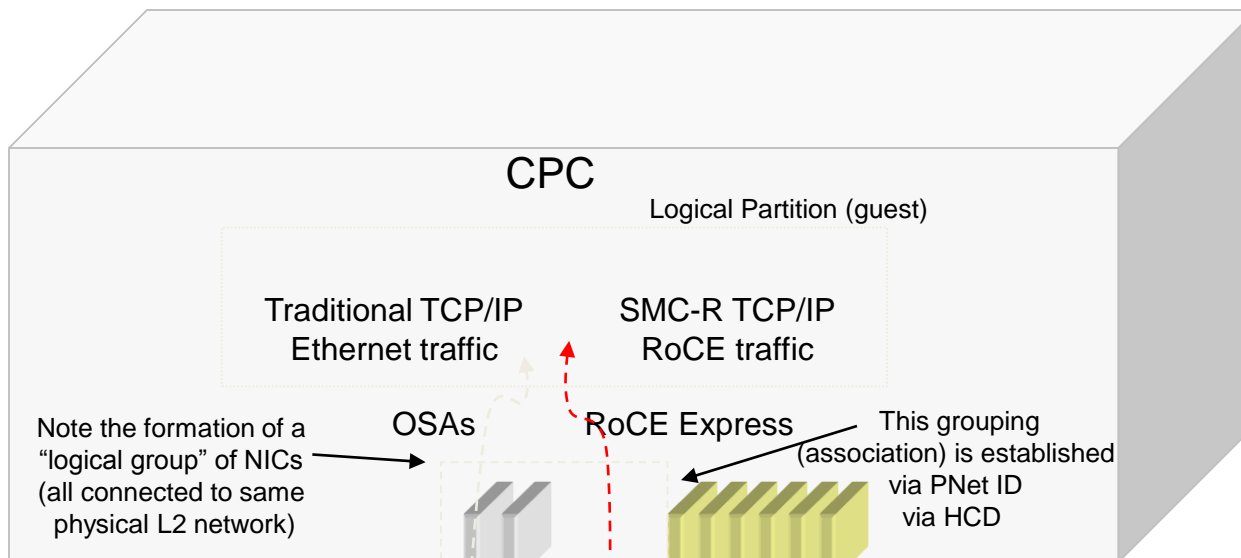 CPC
Logical Partition (guest)
Traditional TCP/IP
Ethernet traffic
SMC-R TCP/IP
RoCE traffic
OSAs
RoCE Express
Note the formation of a
“logical group” of NICs
(all connected to same
physical L2 network)
This grouping
(association) is established
via PNet ID
via HCD